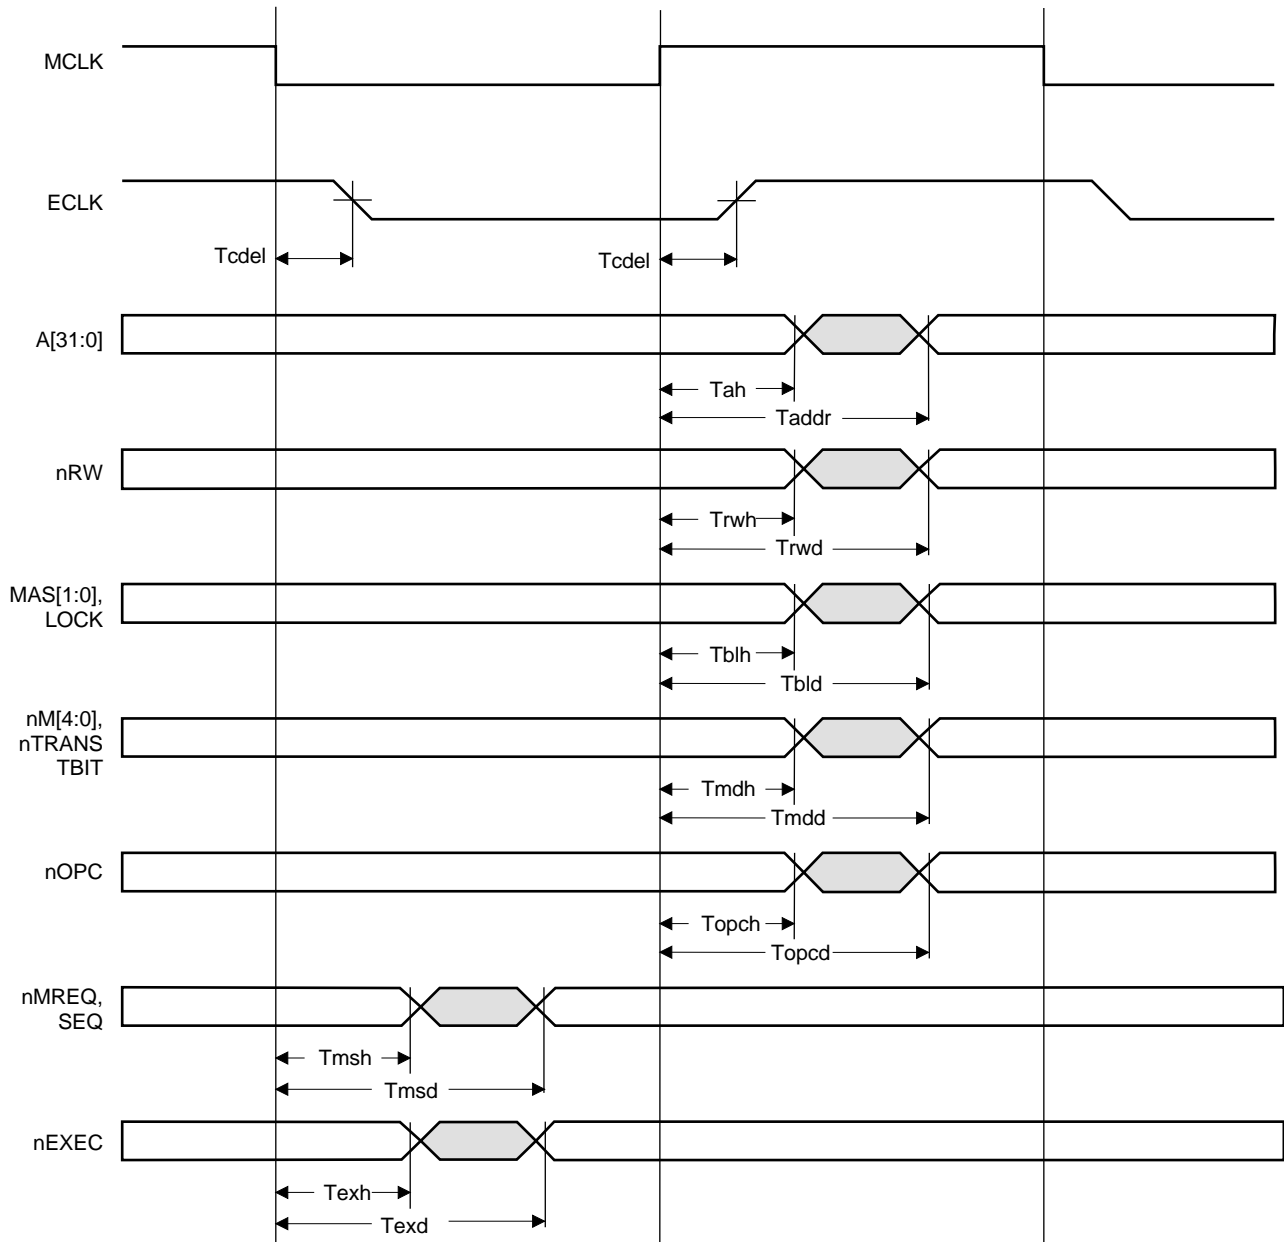 MCLK
ECLK
Tcdel
Tcdel
A[31:0]
Tah
Taddr
nRW
Trwh
Trwd
MAS[1:0],
LOCK
Tblh
Tbld
nM[4:0],
nTRANS
TBIT
Tmdh
Tmdd
nOPC
Topch
Topcd
nMREQ,
SEQ
Tmsh
Tmsd
nEXEC
Texh
Texd